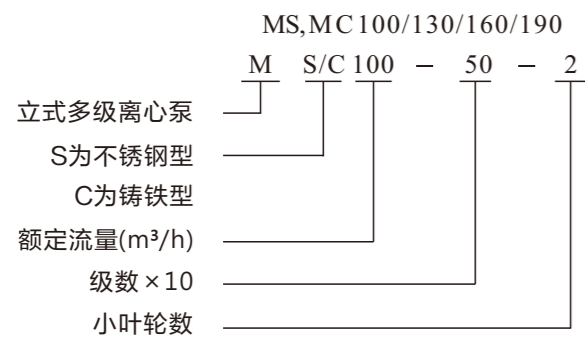 MS,MC100/130/160/190
M S/C 100 － 50 － 2
立式多级离心泵
S为不锈钢型
C为铸铁型
额定流量(m³/h)
级数×10
小叶轮数